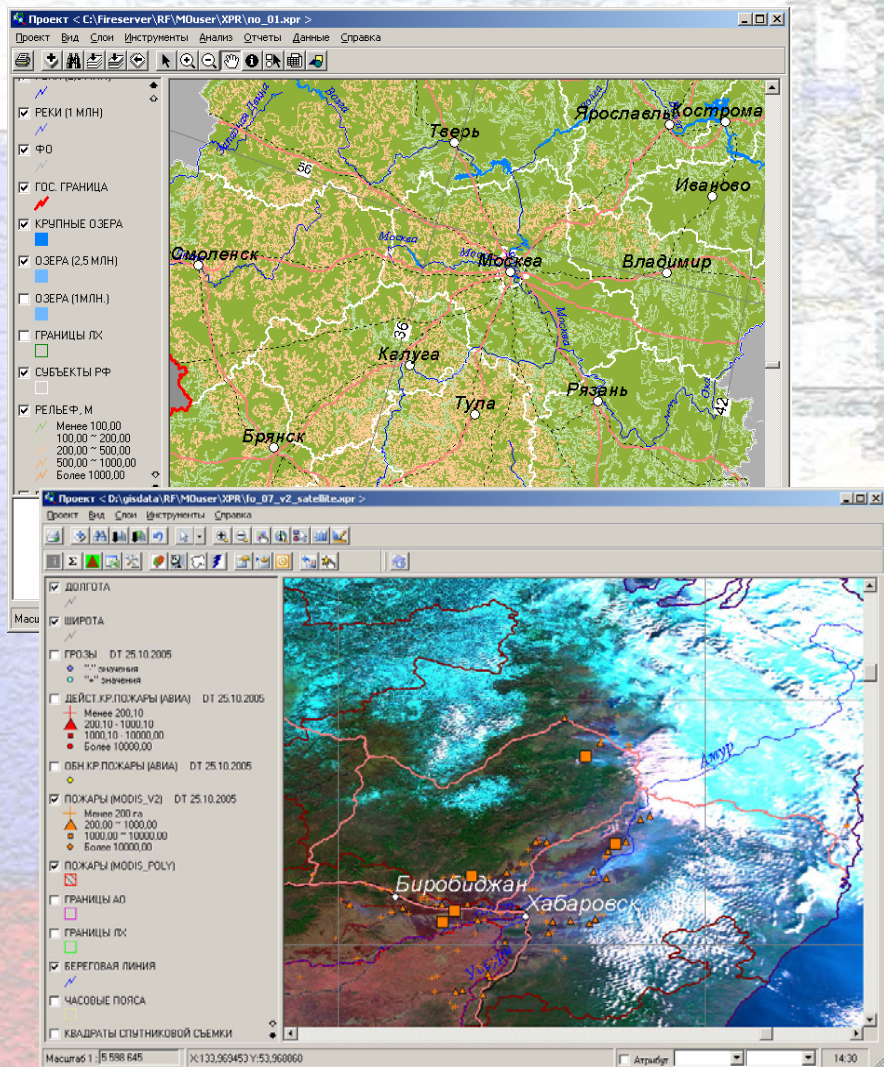 Проект < C:\Fireserver\RF\MOuser\XPR\по_01.xpr >
Проект Вид Слои Инструменты Анализ Отчеты Данные Справка
РЕКИ (1 МЛН)
ФО
ГОС. ГРАНИЦА
КРУПНЫЕ ОЗЕРА
ОЗЕРА (2,5 МЛН)
ОЗЕРА (1МЛН.)
ГРАНИЦЫ ЛХ
СУБЪЕКТЫ РФ
РЕЛЬЕФ, М
Менее 100,00
100,00 ~ 200,00
200,00 ~ 500,00
500,00 ~ 1000,00
Более 1000,00
Западная Двина
Волга
Тверь
Ярославль
Кострома
56
Иваново
Москва
Смоленск
Москва
Владимир
Москва
36
Калуга
Рязань
Ока
42
Тула
Брянск
Проект < D:\gisdata\RF\MOuser\XPR\fo_07_v2_satellite.xpr >
Проект Вид Слои Инструменты Справка
ДОЛГОТА
ШИРОТА
ГРОЗЫ DT 25.10.2005
"-" значения
"+" значения
ДЕЙСТ.КР.ПОЖАРЫ (АВИА) DT 25.10.2005
Менее 200,10
200,10 - 1000,10
1000,10 - 10000,00
Более 10000,00
ОБН.КР.ПОЖАРЫ (АВИА) DT 25.10.2005
ПОЖАРЫ (MODIS_V2) DT 25.10.2005
Менее 200 га
200,00 ~ 1000,00
1000,00 ~ 10000,00
Более 10000,00
ПОЖАРЫ (MODIS_POLY)
ГРАНИЦЫ АО
ГРАНИЦЫ ЛХ
БЕРЕГОВАЯ ЛИНИЯ
ЧАСОВЫЕ ПОЯСА
КВАДРАТЫ СПУТНИКОВОЙ СЪЕМКИ
Амур
Биробиджан
Хабаровск
Масштаб 1 : 5 598 645
X:133,969453 Y:53,968060
Атрибут
14:30